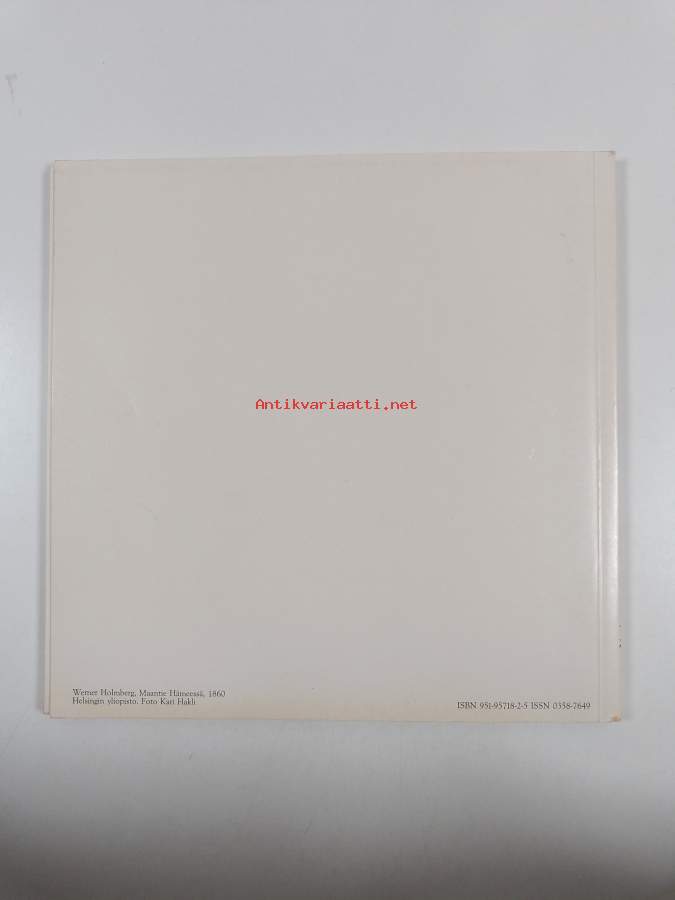 Antikvariaatti.net
Werner Holmberg, Maantie Hämeessä, 1860
Helsingin yliopisto. Foto Kari Hakli
ISBN 951-95718-2-5 ISSN 0358-7649